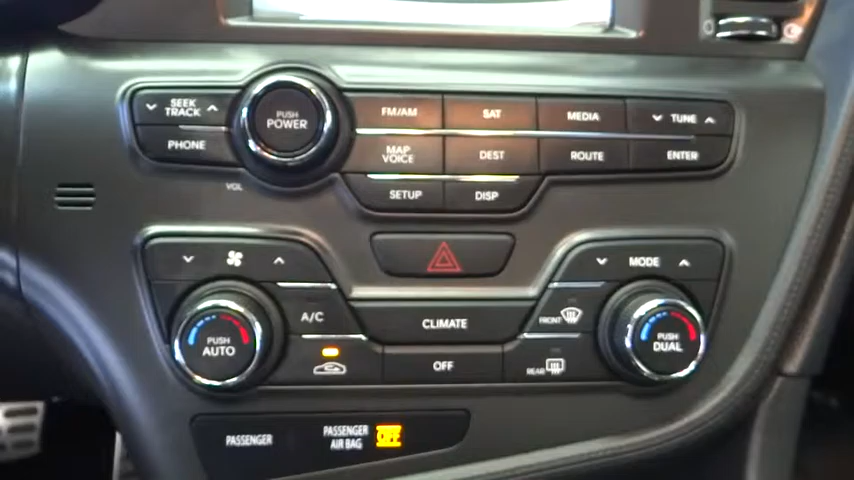 SEEK
TRACK
PUSH
POWER
FM/AM
SAT
MEDIA
TUNE
PHONE
MAP
VOICE
DEST
ROUTE
ENTER
VOL
SETUP
DISP
MODE
A/C
CLIMATE
FRONT
PUSH
AUTO
PUSH
DUAL
OFF
REAR
PASSENGER
PASSENGER
AIR BAG
OFF